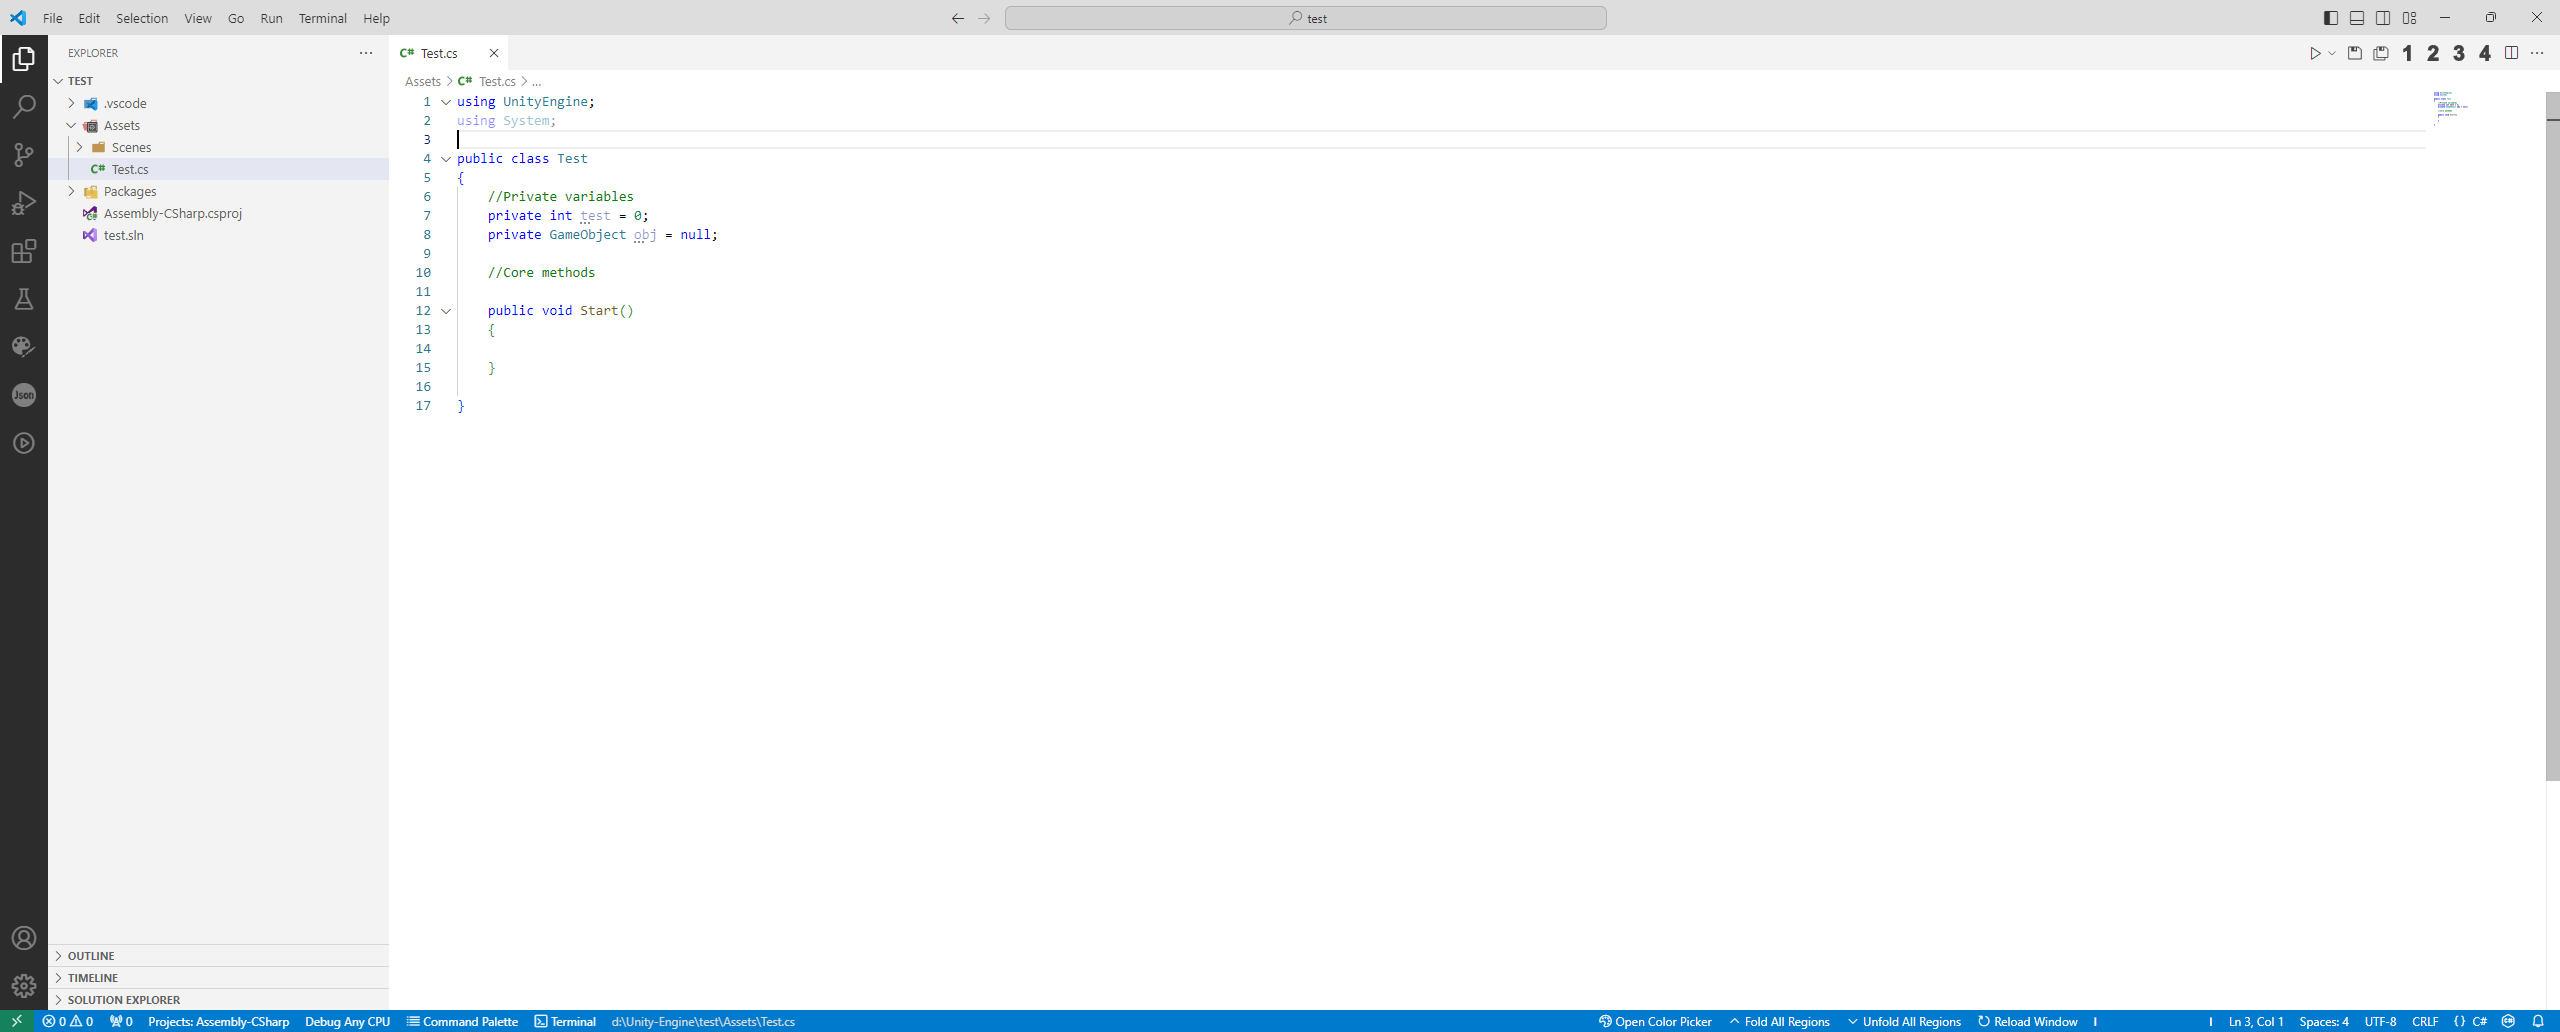 File Edit Selection View Go Run Terminal Help
test
EXPLORER
TEST
.vscode
Assets
Scenes
C# Test.cs
Packages
Assembly-CSharp.csproj
test.sln
OUTLINE
TIMELINE
SOLUTION EXPLORER
Json
C# Test.cs
1 2 3 4
Assets > C# Test.cs > ...
1 using UnityEngine;
2 using System;
3
4 public class Test
5 {
6 //Private variables
7 private int test = 0;
8 private GameObject obj = null;
9
10 //Core methods
11
12 public void Start()
13 {
14
15 }
16
17 }
0 0 0 Projects: Assembly-CSharp Debug Any CPU Command Palette Terminal d:\Unity-Engine\test\Assets\Test.cs Open Color Picker Fold All Regions Unfold All Regions Reload Window | | Ln 3, Col 1 Spaces: 4 UTF-8 CRLF {} C#